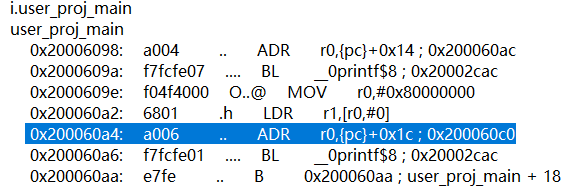 i.user_proj_main
user_proj_main
0x20006098: a004 .. ADR r0,{pc}+0x14 ; 0x200060ac
0x2000609a: f7fcfe07 .... BL __0printf$8 ; 0x20002cac
0x2000609e: f04f4000 O..@ MOV r0,#0x80000000
0x200060a2: 6801 .h LDR r1,[r0,#0]
0x200060a4: a006 .. ADR r0,{pc}+0x1c ; 0x200060c0
0x200060a6: f7fcfe01 .... BL __0printf$8 ; 0x20002cac
0x200060aa: e7fe .. B 0x200060aa ; user_proj_main + 18